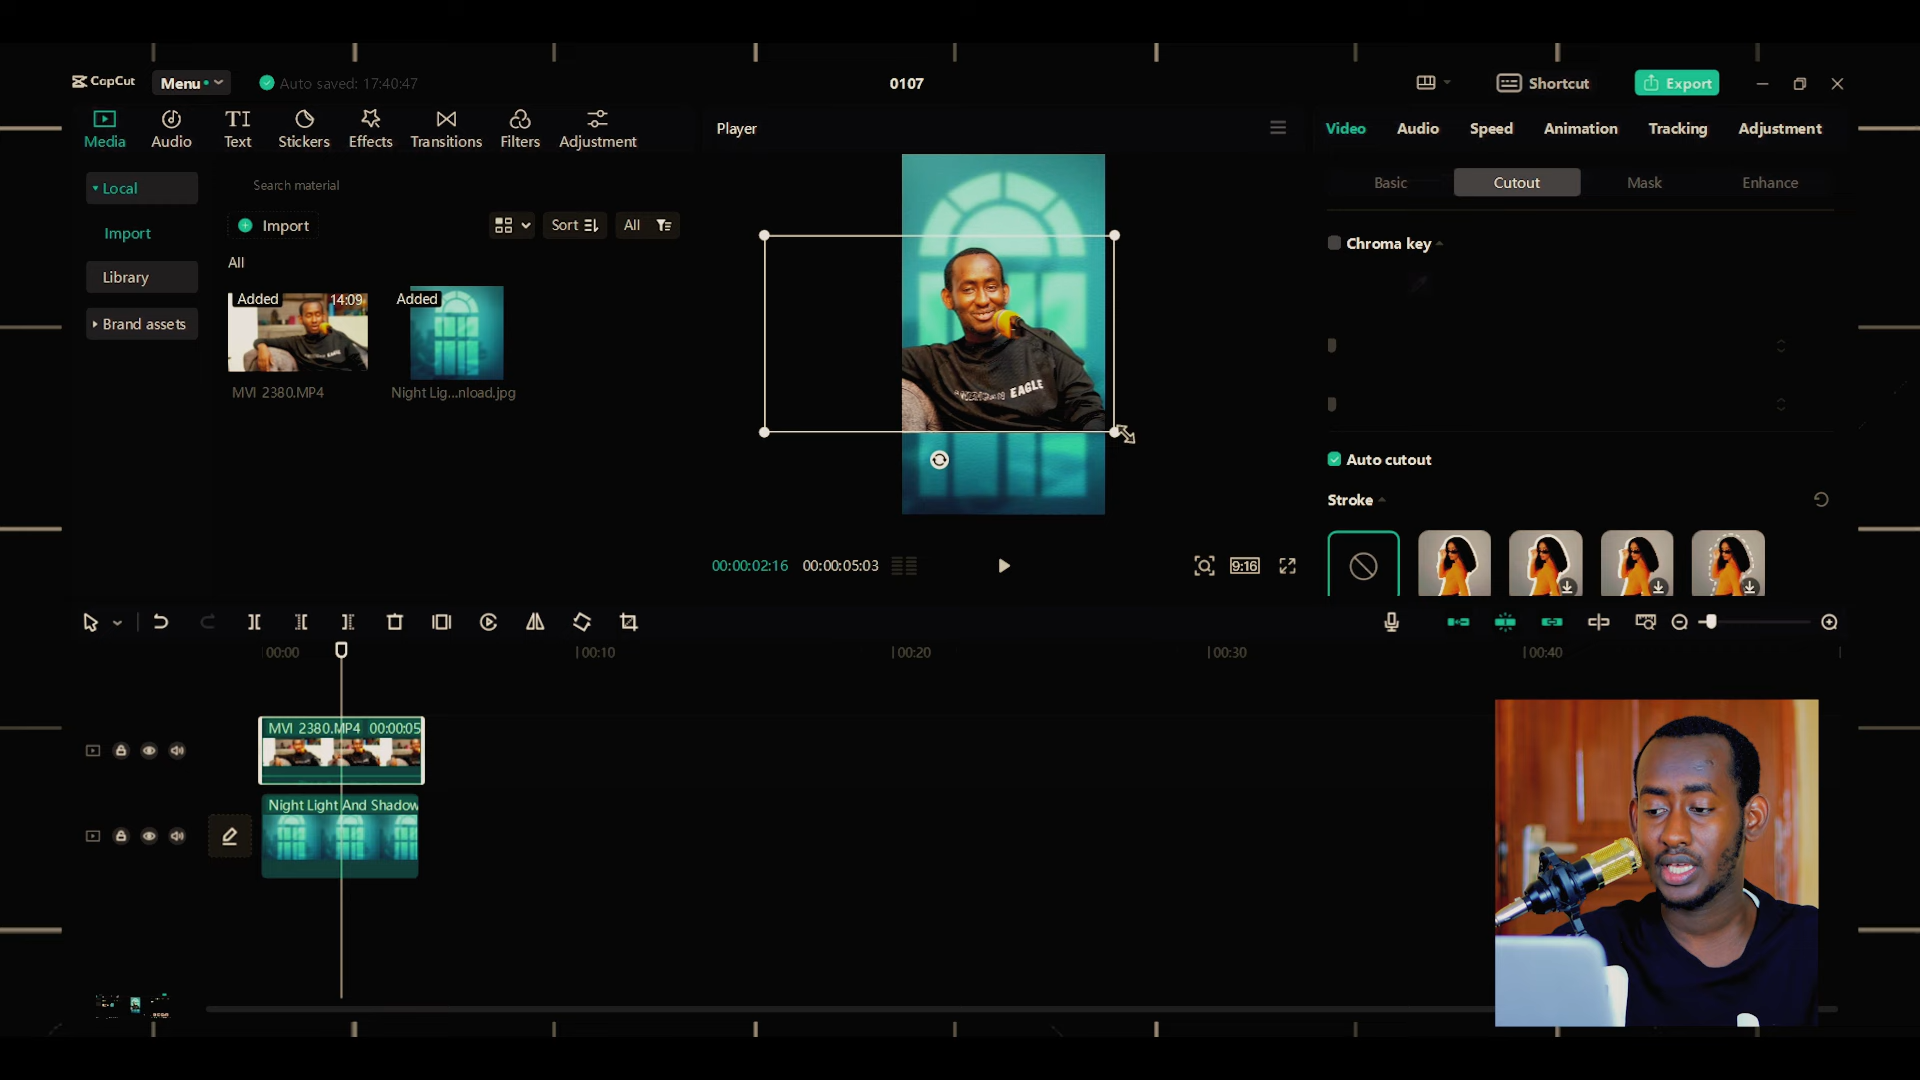 CapCut
Menu
Auto saved: 17:40:47
0107
Shortcut
Export
Media
Audio
Text
Stickers
Effects
Transitions
Filters
Adjustment
Player
Video
Audio
Speed
Animation
Tracking
Adjustment
Local
Search material
Basic
Cutout
Mask
Enhance
Import
Import
Sort
All
Chroma key
All
Library
Added
14:09
Added
Brand assets
EAGLE
MVI 2380.MP4
Night Lig...nload.jpg
Auto cutout
Stroke
00:00:02:16
00:00:05:03
9:16
00:00
00:10
00:20
00:30
00:40
MVI 2380.MP4 00:00:05
Night Light And Shadow